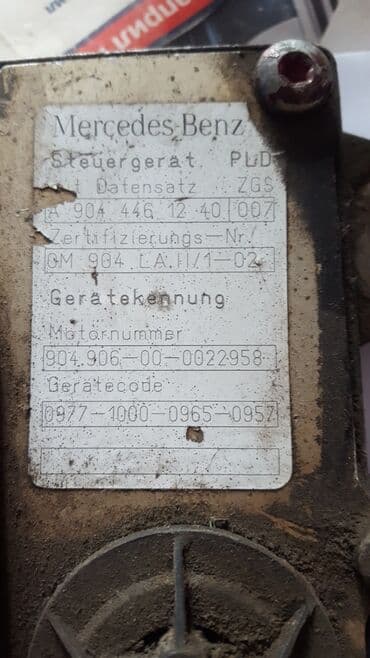 Mercedes-Benz
Steuergerät PLD
t Datensatz ZGS
A 904 446 12 40 007
Zertifizierungs-Nr.
OM 904 LA.II/1-02
Gerätekennung
Motornummer
904.906-00-0022958
Gerätecode
0977-1000-0965-0957